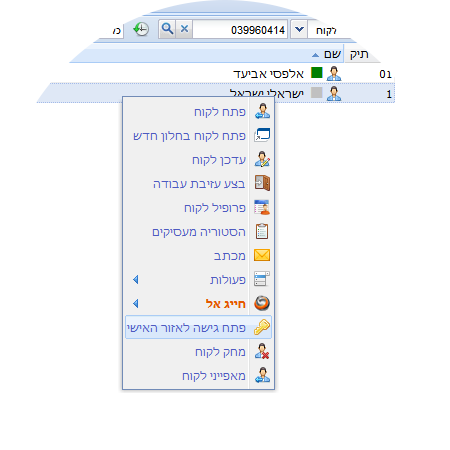 לקוח 039960414
תיק שם
01 אלפסי אביעד
1 ישראלי ישראל
פתח לקוח
פתח לקוח בחלון חדש
עדכן לקוח
בצע עזיבת עבודה
פרופיל לקוח
הסטוריה מעסיקים
מכתב
פעולות
חייג אל
פתח גישה לאזור האישי
מחק לקוח
מאפייני לקוח